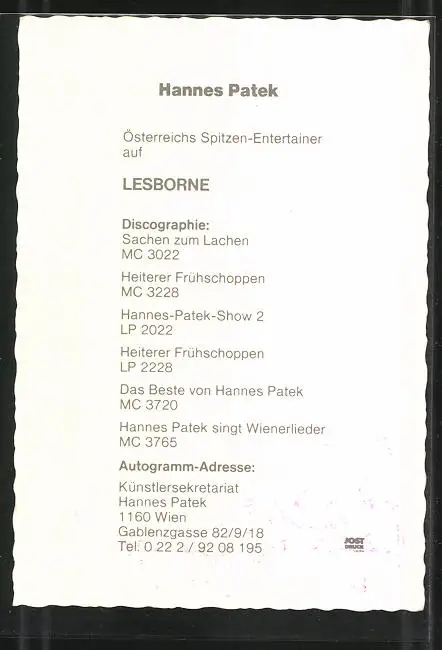 Hannes Patek
Österreichs Spitzen-Entertainer
auf
LESBORNE
Discographie:
Sachen zum Lachen
MC 3022
Heiterer Frühschoppen
MC 3228
Hannes-Patek-Show 2
LP 2022
Heiterer Frühschoppen
LP 2228
Das Beste von Hannes Patek
MC 3720
Hannes Patek singt Wienerlieder
MC 3765
Autogramm-Adresse:
Künstlersekretariat
Hannes Patek
1160 Wien
Gablenzgasse 82/9/18
Tel. 0 22 2 / 92 08 195
JOST
DRUCK